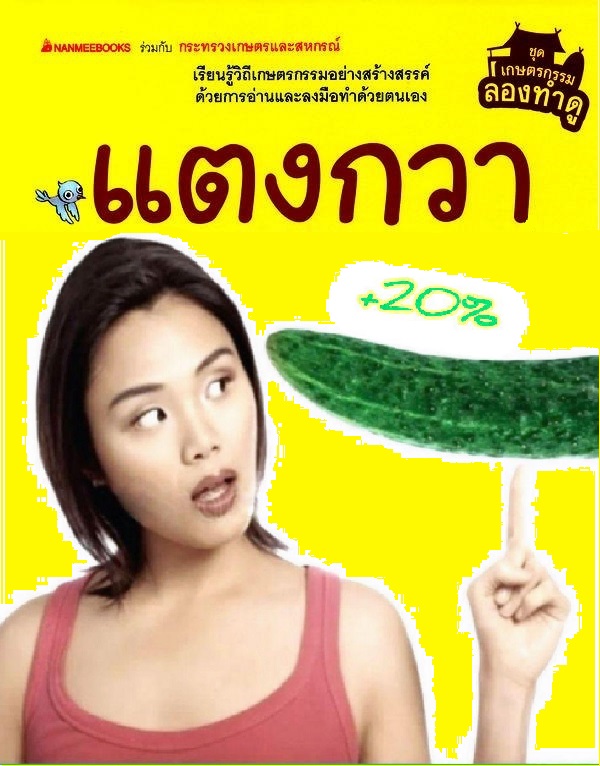 NANMEEBOOKS ร่วมกับ กระทรวงเกษตรและสหกรณ์
เรียนรู้วิถีเกษตรกรรมอย่างสร้างสรรค์
ด้วยการอ่านและลงมือทำด้วยตนเอง
ชุด
เกษตรกรรม
ลองทำดู
แตงกวา
+20%